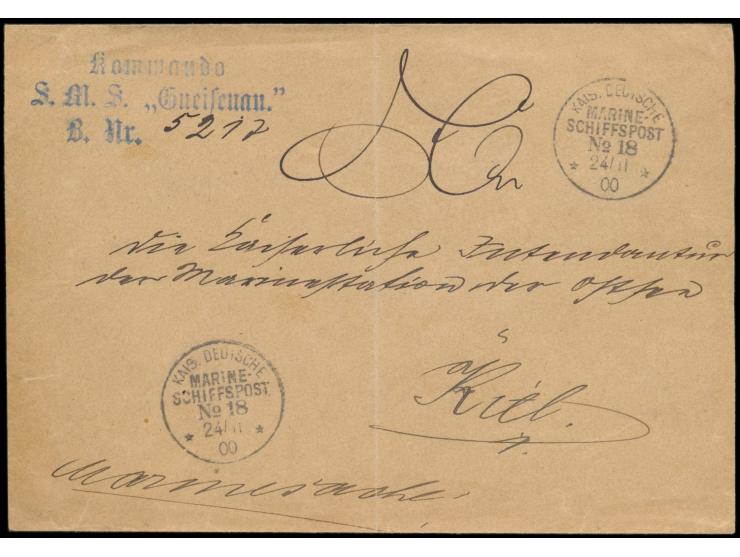 Kommando
S. M. S. „Gneisenau."
B. Nr. 5217
An
KAIS. DEUTSCHE
MARINE-
SCHIFFSPOST
No 18
24/11
00
die Kaiserliche Intendantur
der Marinestation der Ostsee
Kiel.
KAIS. DEUTSCHE
MARINE-
SCHIFFSPOST
No 18
24/11
00
Marinesache.